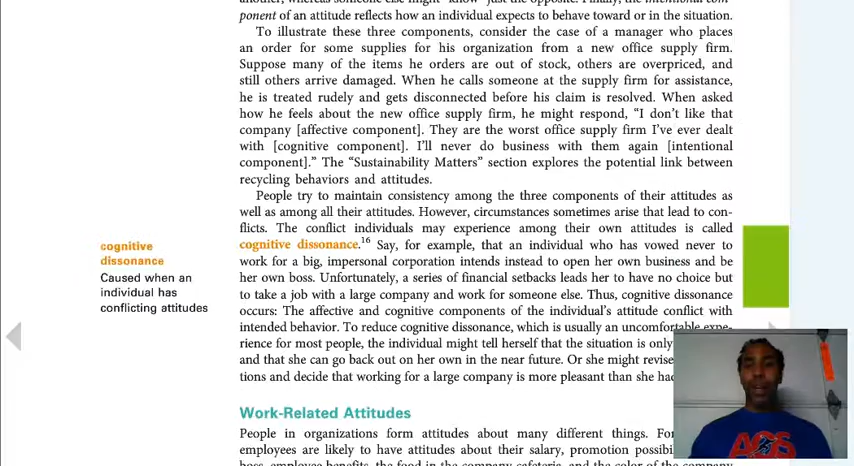 another, whereas someone else might “know” just the opposite. Finally, the intentional com-
ponent of an attitude reflects how an individual expects to behave toward or in the situation.
To illustrate these three components, consider the case of a manager who places
an order for some supplies for his organization from a new office supply firm.
Suppose many of the items he orders are out of stock, others are overpriced, and
still others arrive damaged. When he calls someone at the supply firm for assistance,
he is treated rudely and gets disconnected before his claim is resolved. When asked
how he feels about the new office supply firm, he might respond, “I don’t like that
company [affective component]. They are the worst office supply firm I’ve ever dealt
with [cognitive component]. I’ll never do business with them again [intentional
component].” The “Sustainability Matters” section explores the potential link between
recycling behaviors and attitudes.
People try to maintain consistency among the three components of their attitudes as
well as among all their attitudes. However, circumstances sometimes arise that lead to con-
flicts. The conflict individuals may experience among their own attitudes is called
cognitive dissonance.16 Say, for example, that an individual who has vowed never to
work for a big, impersonal corporation intends instead to open her own business and be
her own boss. Unfortunately, a series of financial setbacks leads her to have no choice but
to take a job with a large company and work for someone else. Thus, cognitive dissonance
occurs: The affective and cognitive components of the individual’s attitude conflict with
intended behavior. To reduce cognitive dissonance, which is usually an uncomfortable expe-
rience for most people, the individual might tell herself that the situation is only
and that she can go back out on her own in the near future. Or she might revise
tions and decide that working for a large company is more pleasant than she had
cognitive
dissonance
Caused when an
individual has
conflicting attitudes
Work-Related Attitudes
People in organizations form attitudes about many different things. For
employees are likely to have attitudes about their salary, promotion possibi
boss, employee benefits, the food in the company cafeteria, and the color of the company
AOS